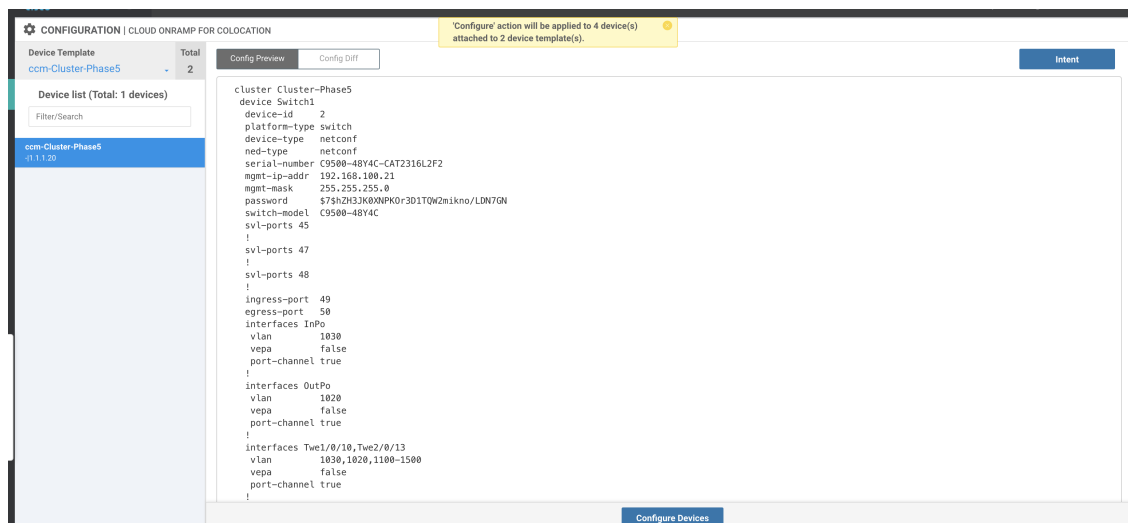 CONFIGURATION | CLOUD ONRAMP FOR COLOCATION
'Configure' action will be applied to 4 device(s)
attached to 2 device template(s).
Device Template
Total
ccm-Cluster-Phase5
2
Device list (Total: 1 devices)
Filter/Search
ccm-Cluster-Phase5
-|1.1.1.20
Config Preview
Config Diff
Intent
cluster Cluster-Phase5
device Switch1
device-id 2
platform-type switch
device-type netconf
ned-type netconf
serial-number C9500-48Y4C-CAT2316L2F2
mgmt-ip-addr 192.168.100.21
mgmt-mask 255.255.255.0
password $7$hZH3JK0XNPKOr3D1TQW2mikno/LDN7GN
switch-model C9500-48Y4C
svl-ports 45
!
svl-ports 47
!
svl-ports 48
!
ingress-port 49
egress-port 50
interfaces InPo
vlan 1030
vepa false
port-channel true
!
interfaces OutPo
vlan 1020
vepa false
port-channel true
!
interfaces Twe1/0/10,Twe2/0/13
vlan 1030,1020,1100-1500
vepa false
port-channel true
!
Configure Devices